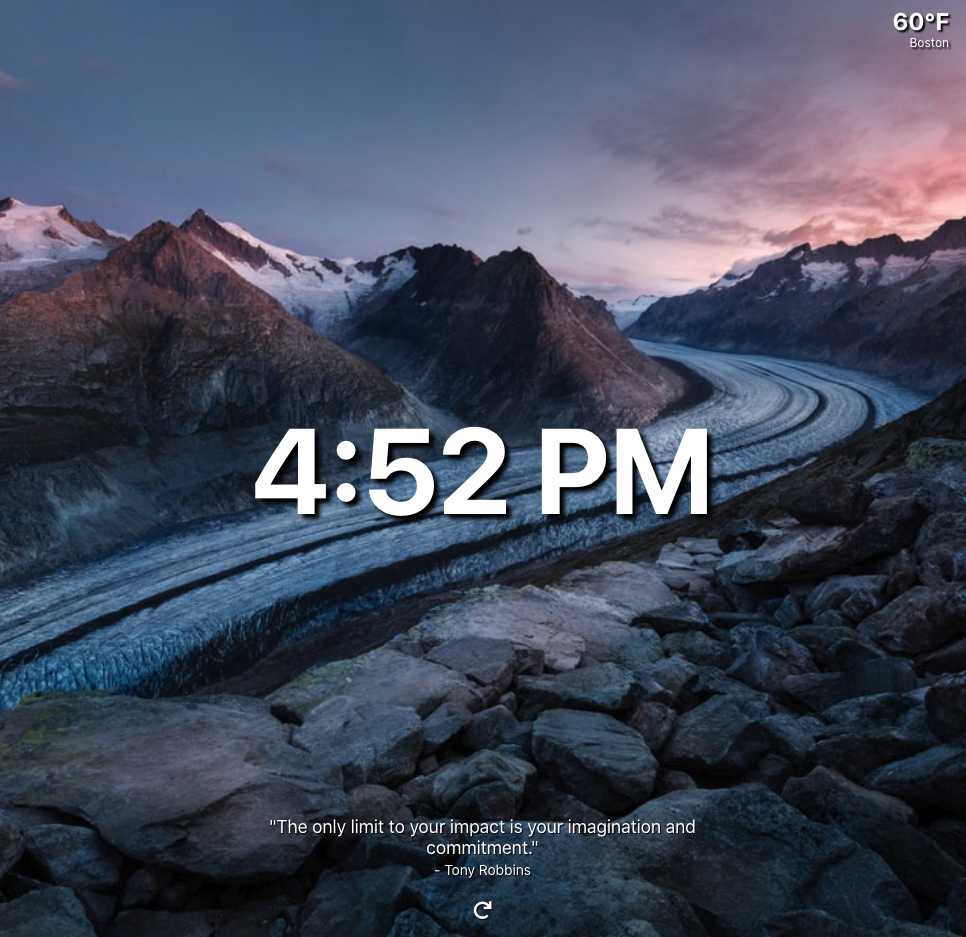 60°F
Boston
4:52 PM
"The only limit to your impact is your imagination and
commitment."
- Tony Robbins